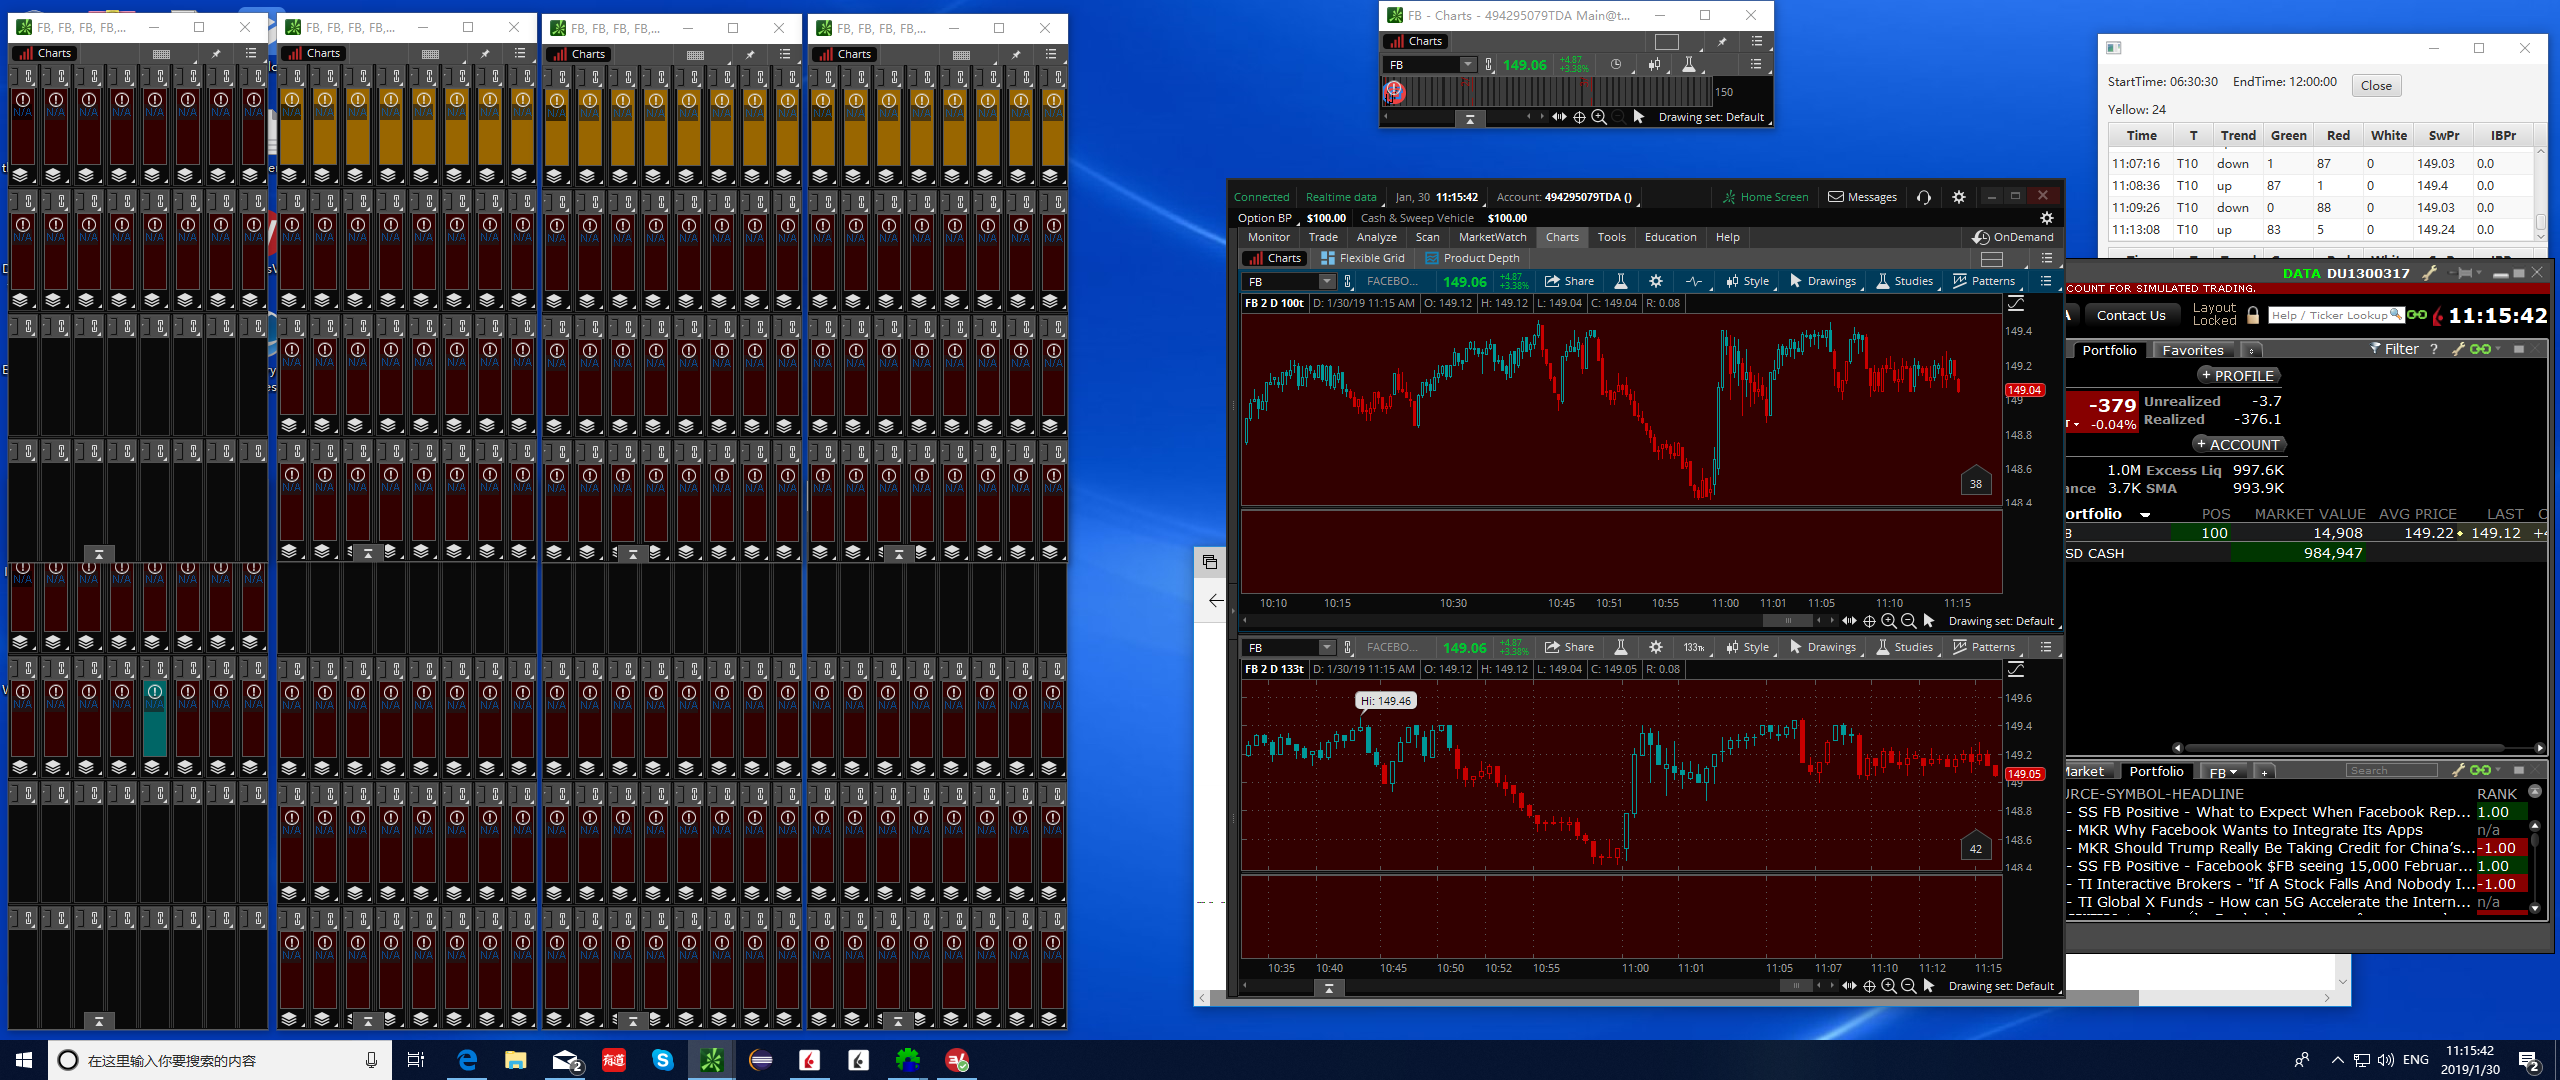 FB, FB, FB, FB,...
FB, FB, FB, FB,...
FB, FB, FB, FB,...
FB, FB, FB, FB,...
Charts
Charts
Charts
Charts
FB - Charts - 494295079TDA Main@t...
Charts
FB 149.06 +4.87 +3.38%
150
Drawing set: Default
StartTime: 06:30:30 EndTime: 12:00:00 Close
Yellow: 24
Time T Trend Green Red White SwPr IBPr
11:07:16 T10 down 1 87 0 149.03 0.0
11:08:36 T10 up 87 1 0 149.4 0.0
11:09:26 T10 down 0 88 0 149.03 0.0
11:13:08 T10 up 83 5 0 149.24 0.0
Connected Realtime data Jan, 30 11:15:42 Account: 494295079TDA () Home Screen Messages
Option BP $100.00 Cash & Sweep Vehicle $100.00
Monitor Trade Analyze Scan MarketWatch Charts Tools Education Help OnDemand
Charts Flexible Grid Product Depth
FB FACEBO... 149.06 +4.87 +3.38% Share Style Drawings Studies Patterns
FB 2 D 100t D: 1/30/19 11:15 AM O: 149.12 H: 149.12 L: 149.04 C: 149.04 R: 0.08
149.4
149.2
149.04
149
148.8
148.6
148.4
38
10:10 10:15 10:30 10:45 10:51 10:55 11:00 11:01 11:05 11:10 11:15
Drawing set: Default
FB FACEBO... 149.06 +4.87 +3.38% Share 133tk Style Drawings Studies Patterns
FB 2 D 133t D: 1/30/19 11:15 AM O: 149.12 H: 149.12 L: 149.04 C: 149.05 R: 0.08
Hi: 149.46
149.6
149.4
149.2
149.05
149
148.8
148.6
148.4
42
10:35 10:40 10:45 10:50 10:52 10:55 11:00 11:01 11:05 11:07 11:10 11:12 11:15
Drawing set: Default
DATA DU1300317
COUNT FOR SIMULATED TRADING.
Contact Us Layout Locked Help / Ticker Lookup 11:15:42
Portfolio Favorites Filter ?
+ PROFILE
-379 Unrealized -3.7
-0.04% Realized -376.1
+ ACCOUNT
1.0M Excess Liq 997.6K
ance 3.7K SMA 993.9K
ortfolio POS MARKET VALUE AVG PRICE LAST
B 100 14,908 149.22 149.12
SD CASH 984,947
Market Portfolio FB + Search
URCE-SYMBOL-HEADLINE RANK
- SS FB Positive - What to Expect When Facebook Rep... 1.00
- MKR Why Facebook Wants to Integrate Its Apps n/a
- MKR Should Trump Really Be Taking Credit for China's... -1.00
- SS FB Positive - Facebook $FB seeing 15,000 Februar... 1.00
- TI Interactive Brokers - "If A Stock Falls And Nobody I... -1.00
- TI Global X Funds - How can 5G Accelerate the Intern... n/a
在这里输入你要搜索的内容
2
有道
ENG
11:15:42
2019/1/30
2